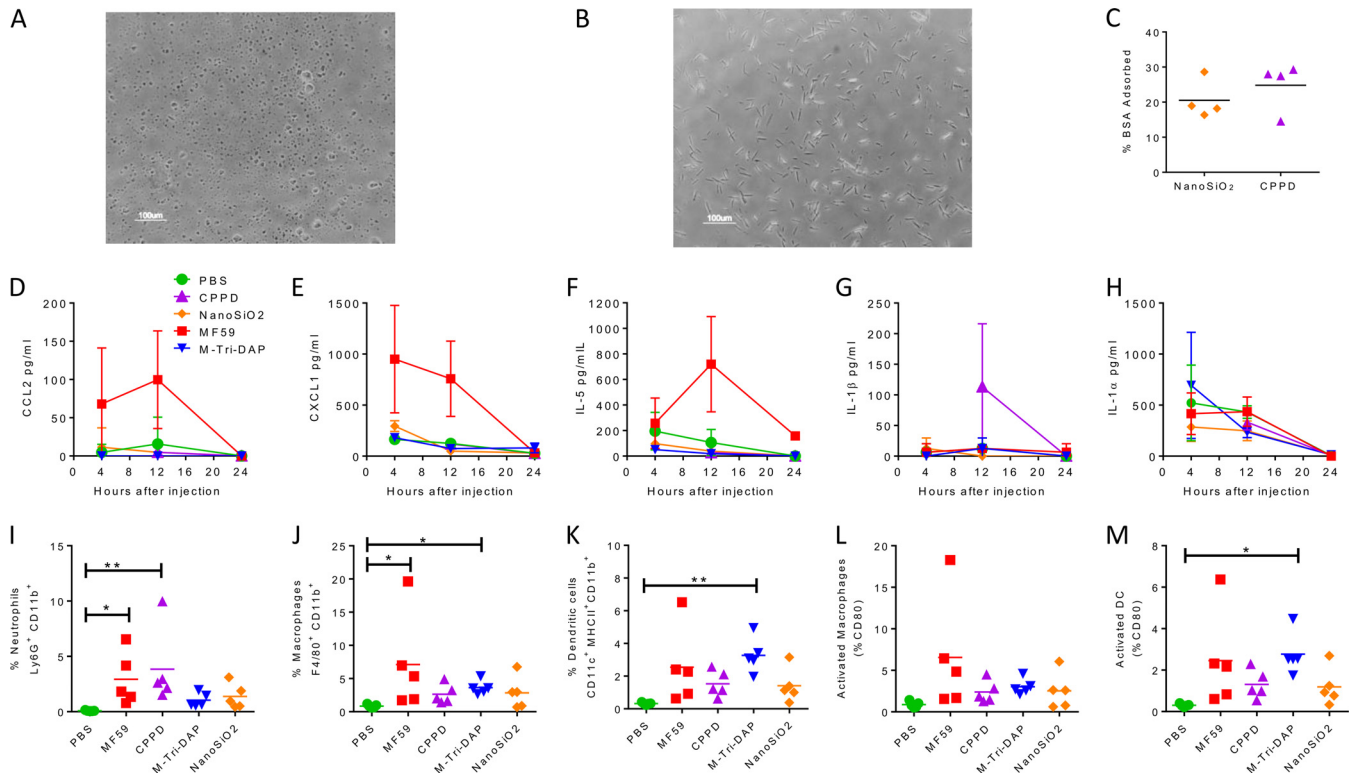 A
B
C
100um
100um
% BSA Adsorbed
40
30
20
10
0
NanoSiO2
CPPD
D
PBS
CPPD
NanoSiO2
MF59
M-Tri-DAP
CCL2 pg/ml
200
150
100
50
0
0 4 8 12 16 20 24
Hours after injection
E
CXCL1 pg/ml
1500
1000
500
0
0 4 8 12 16 20 24
Hours after injection
F
IL-5 pg/mIL
1200
1000
800
600
400
200
0
0 4 8 12 16 20 24
Hours after injection
G
IL-1β pg/ml
250
200
150
100
50
0
0 4 8 12 16 20 24
Hours after injection
H
IL-1α pg/ml
1500
1000
500
0
0 4 8 12 16 20 24
Hours after injection
I
% Neutrophils
Ly6G+ CD11b+
15
10
5
0
**
*
PBS
MF59
CPPD
M-Tri-DAP
NanoSiO2
J
% Macrophages
F4/80+ CD11b+
25
20
15
10
5
0
*
*
PBS
MF59
CPPD
M-Tri-DAP
NanoSiO2
K
% Dendritic cells
CD11c+ MHCII+CD11b+
10
8
6
4
2
0
**
PBS
MF59
CPPD
M-Tri-DAP
NanoSiO2
L
Activated Macrophages
(% CD80)
20
15
10
5
0
PBS
MF59
CPPD
M-Tri-DAP
NanoSiO2
M
Activated DC
(% CD80)
8
6
4
2
0
*
PBS
MF59
CPPD
M-Tri-DAP
NanoSiO2